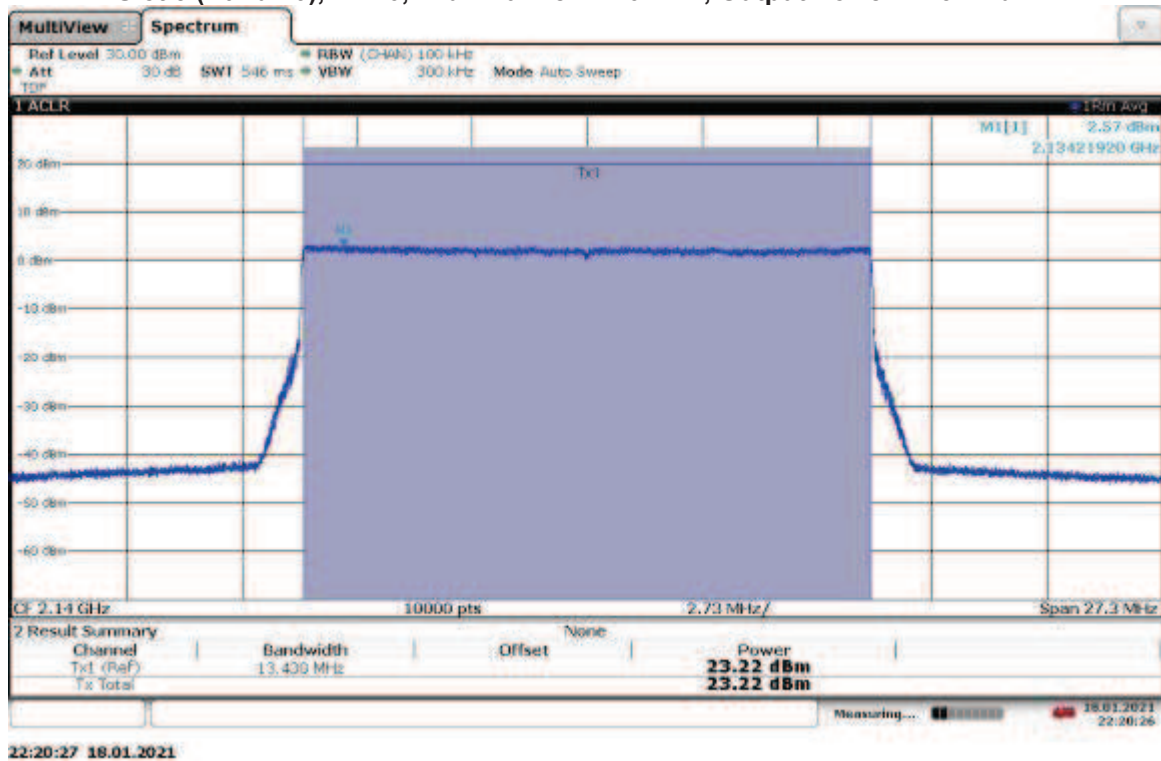 MultiView Spectrum
Ref Level 30.00 dBm RBW (CHAN) 100 kHz
Att 30 dB SWT 546 ms VBW 300 kHz Mode Auto Sweep
TDF
1 ACLR 1Rm Avg
M1[1] 2.57 dBm
2.13421920 GHz
20 dBm
Tx1
10 dBm
M1
0 dBm
-10 dBm
-20 dBm
-30 dBm
-40 dBm
-50 dBm
-60 dBm
CF 2.14 GHz 10000 pts 2.73 MHz/ Span 27.3 MHz
2 Result Summary None
Channel Bandwidth Offset Power
Tx1 (Ref) 13.430 MHz 23.22 dBm
Tx Total 23.22 dBm
Measuring... 18.01.2021
22:20:26
22:20:27 18.01.2021